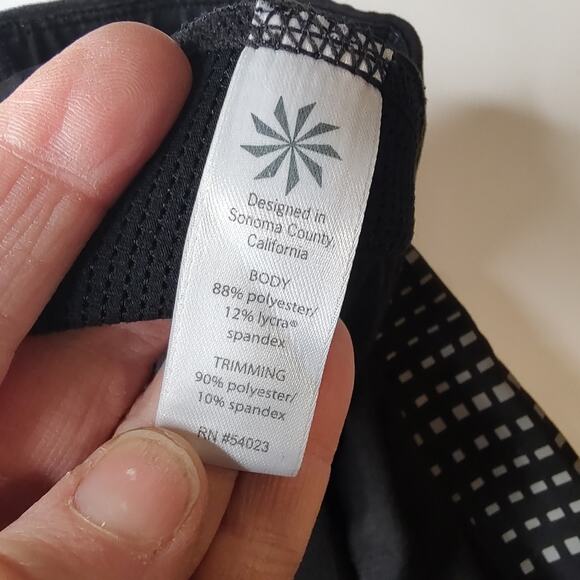 Designed in
Sonoma County,
California
BODY
88% polyester/
12% lycra®
spandex
TRIMMING
90% polyester/
10% spandex
RN #54023